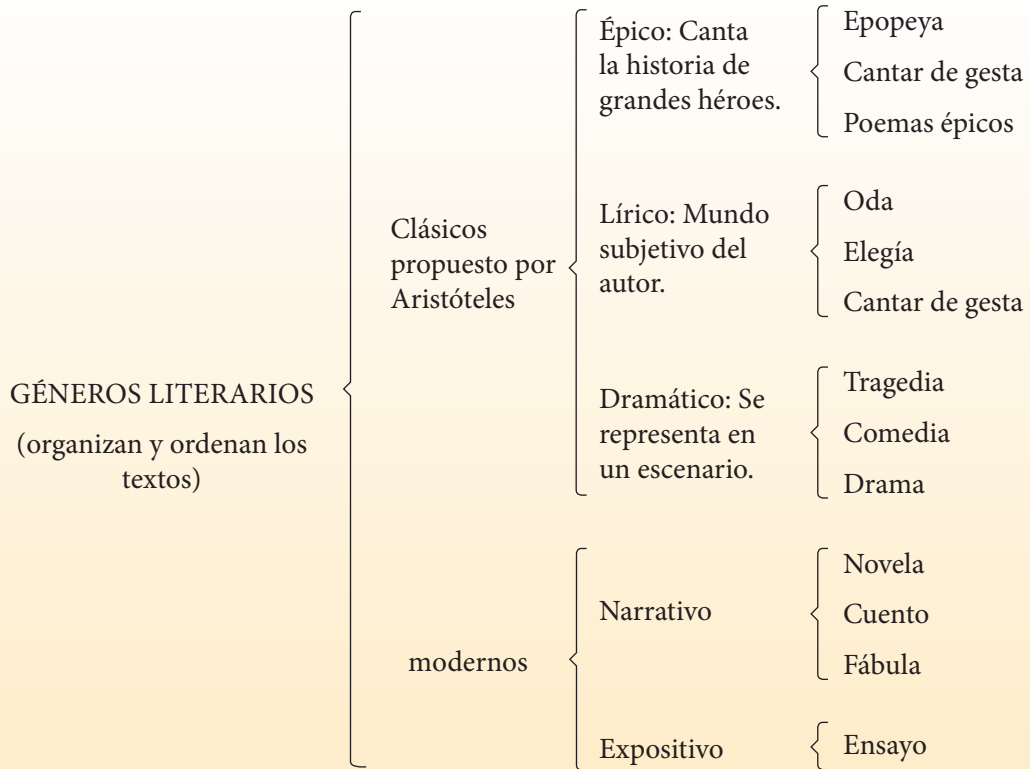 GÉNEROS LITERARIOS
(organizan y ordenan los
textos)
Clásicos
propuesto por
Aristóteles
Épico: Canta
la historia de
grandes héroes.
Epopeya
Cantar de gesta
Poemas épicos
Lírico: Mundo
subjetivo del
autor.
Oda
Elegía
Cantar de gesta
Dramático: Se
representa en
un escenario.
Tragedia
Comedia
Drama
modernos
Narrativo
Novela
Cuento
Fábula
Expositivo
Ensayo